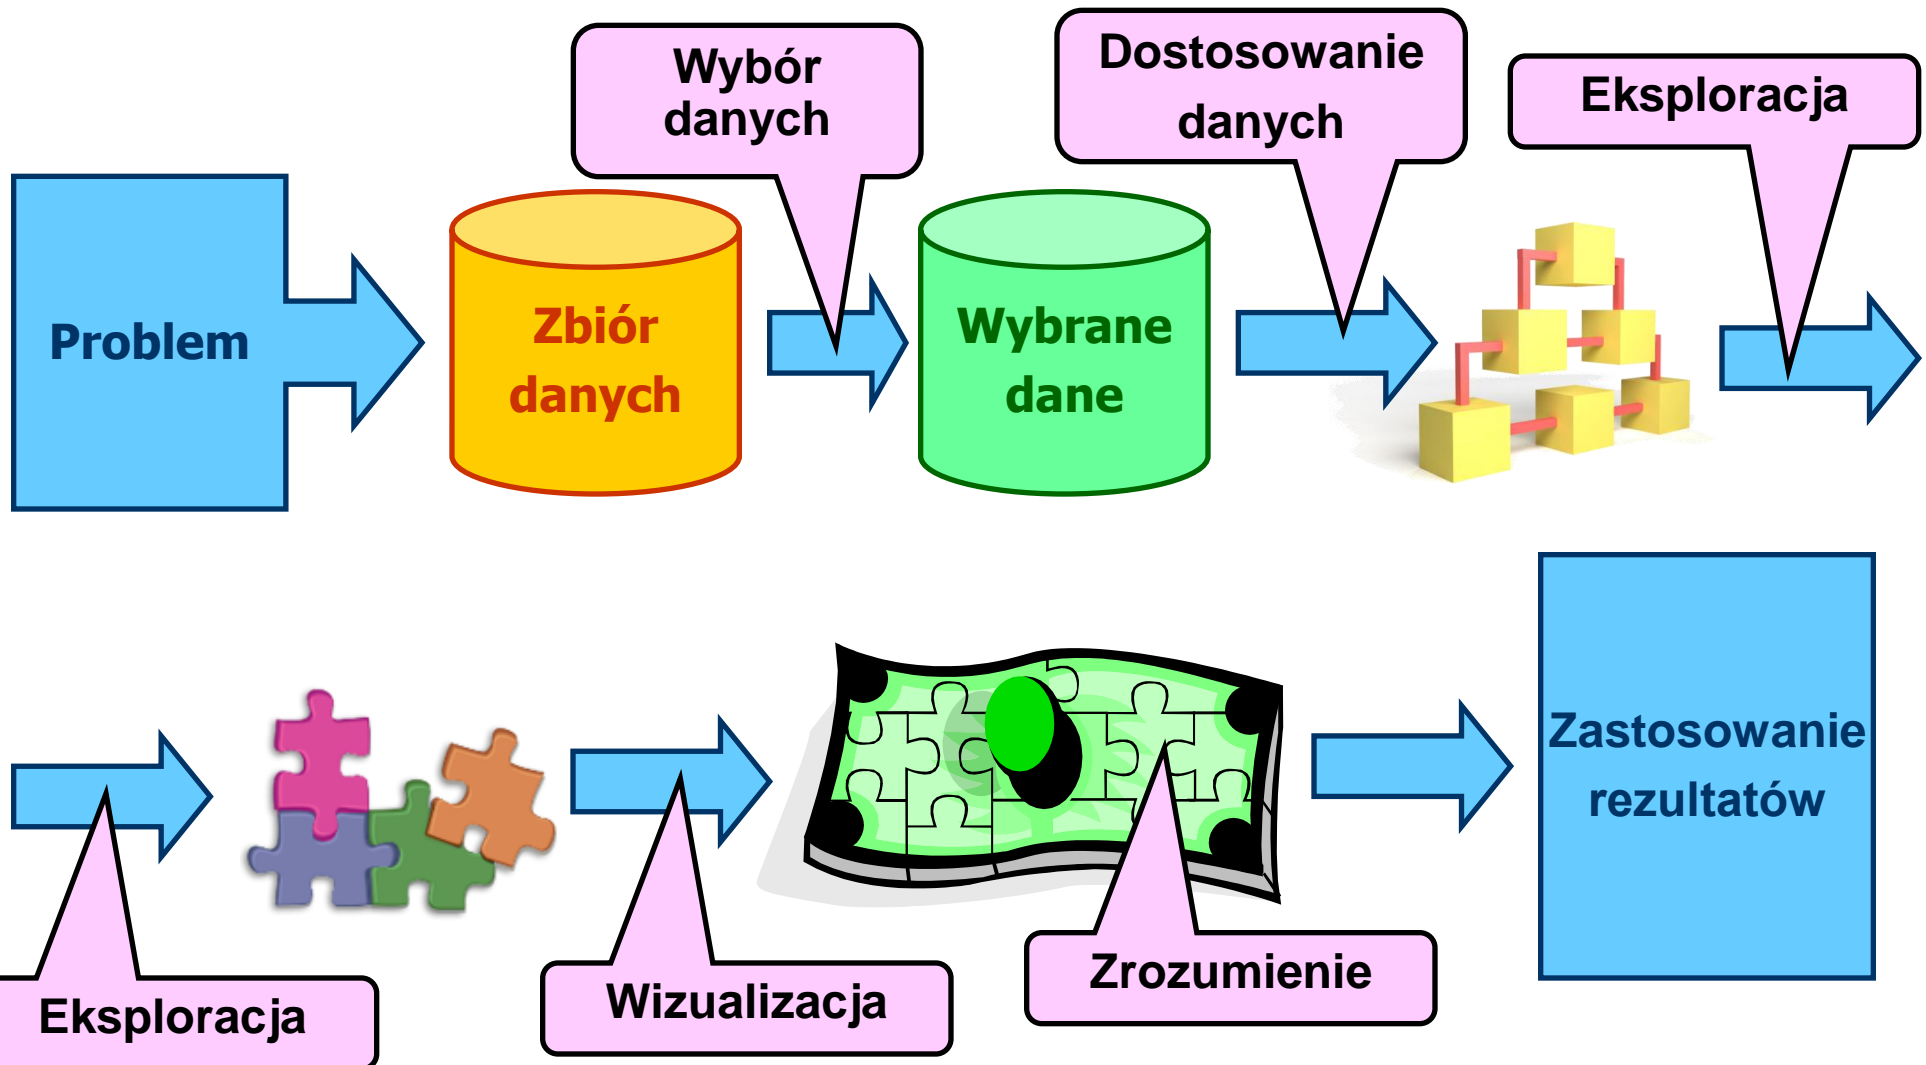 Wybór
danych
Dostosowanie
danych
Eksploracja
Problem
Zbiór
danych
Wybrane
dane
Zastosowanie
rezultatów
Eksploracja
Wizualizacja
Zrozumienie